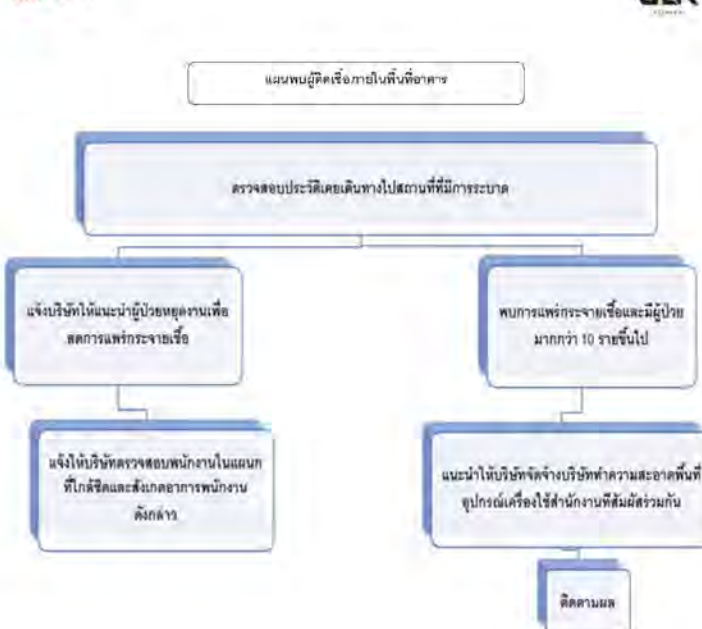 แผนพบผู้ติดเชื้อภายในพื้นที่อาคาร
ตรวจสอบประวัติเคยเดินทางไปสถานที่ที่มีการระบาด
แจ้งบริษัทให้แนะนำผู้ป่วยหยุดงานเพื่อ
ลดการแพร่กระจายเชื้อ
พบการแพร่กระจายเชื้อและมีผู้ป่วย
มากกว่า 10 รายขึ้นไป
แจ้งให้บริษัทตรวจสอบพนักงานในแผนก
ที่ใกล้ชิดและสังเกตอาการพนักงาน
ดังกล่าว
แนะนำให้บริษัทจัดจ้างบริษัททำความสะอาดพื้นที่
อุปกรณ์เครื่องใช้สำนักงานที่สัมผัสร่วมกัน
ติดตามผล